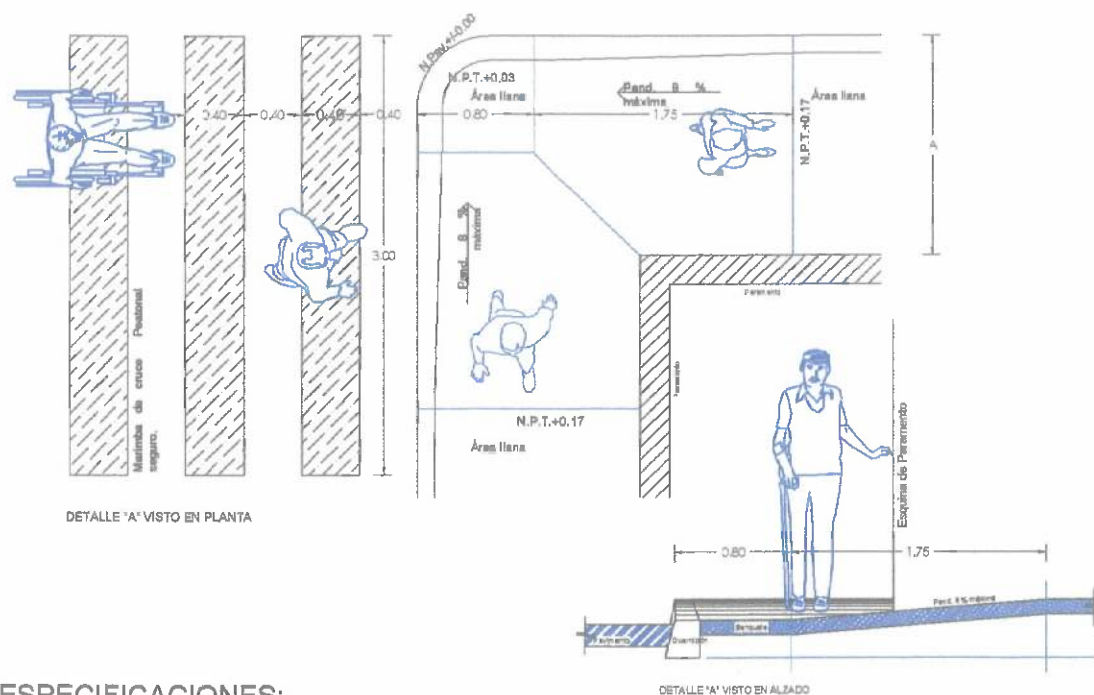 N.Pav.+/-0.00
N.P.T.+0.03
Área llana
Pend. 8 %
máxima
Área llana
0.40
0.40
0.40
0.40
0.80
1.75
N.P.T.+0.17
A
Pend. 8 %
máxima
3.00
Marimba de cruce Peatonal
seguro.
Paramento
Paramento
N.P.T.+0.17
Área llana
Esquina de Paramento
DETALLE "A" VISTO EN PLANTA
0.80
1.75
Pend. 8 % máxima
Banqueta
Pavimento
Guarnición
DETALLE "A" VISTO EN ALZADO
ESPECIFICACIONES: